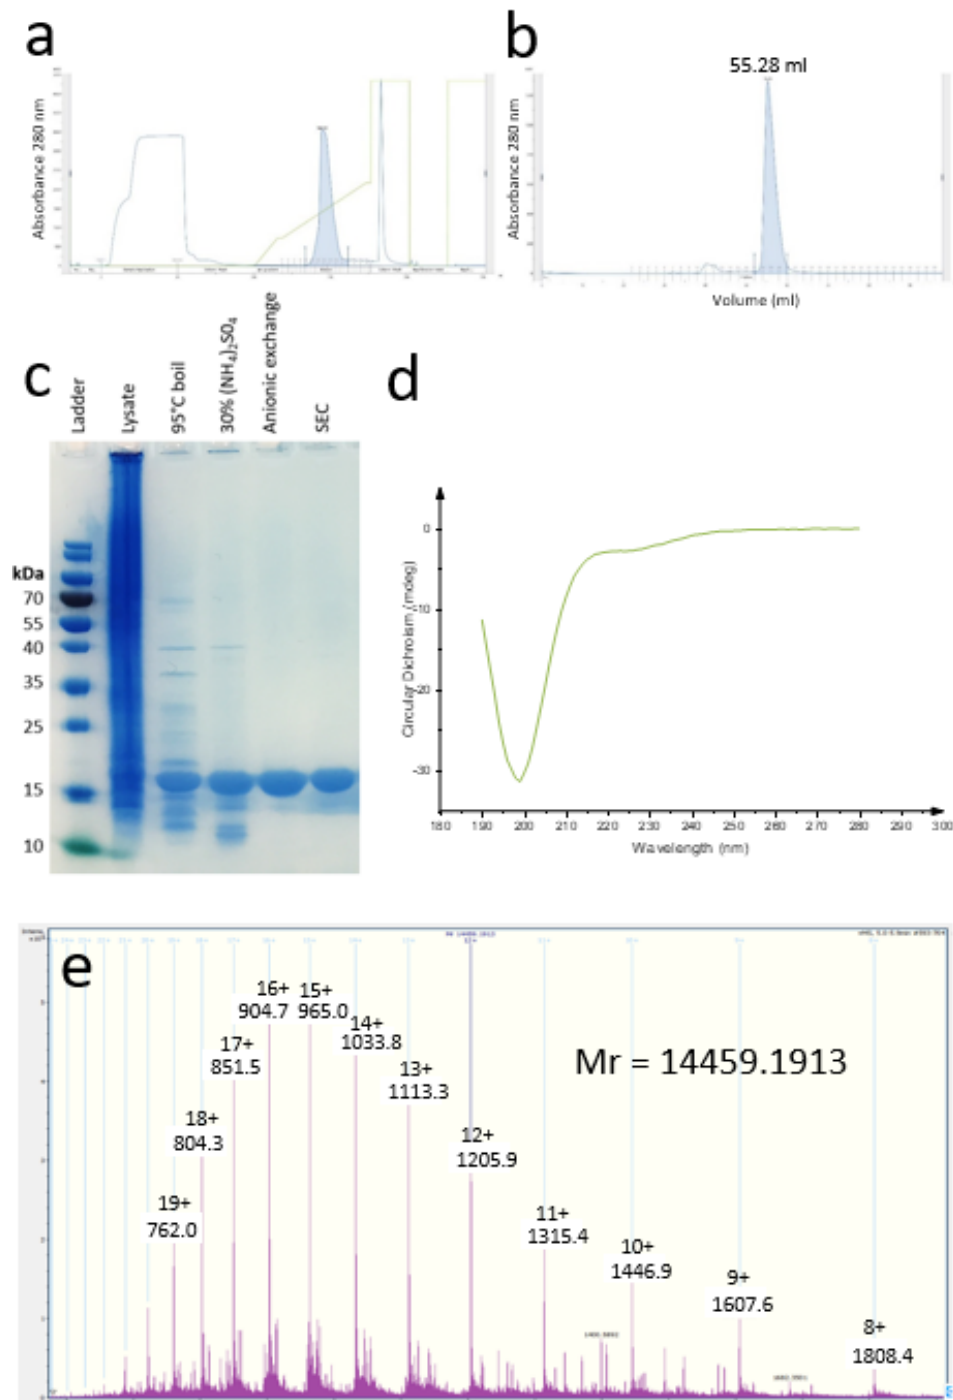 a
b
55.28 ml
Absorbance 280 nm
Absorbance 280 nm
Volume (ml)
c
d
Ladder
Lysate
95°C boil
30% (NH₄)₂SO₄
Anionic exchange
SEC
kDa
70
55
40
35
25
15
10
Circular Dichroism (mdeg)
0
-10
-20
-30
180 190 200 210 220 230 240 250 260 270 280 290 300
Wavelength (nm)
e
Mr 14459.1913
Mr = 14459.1913
19+
762.0
18+
804.3
17+
851.5
16+
904.7
15+
965.0
14+
1033.8
13+
1113.3
12+
1205.9
11+
1315.4
10+
1446.9
9+
1607.6
8+
1808.4